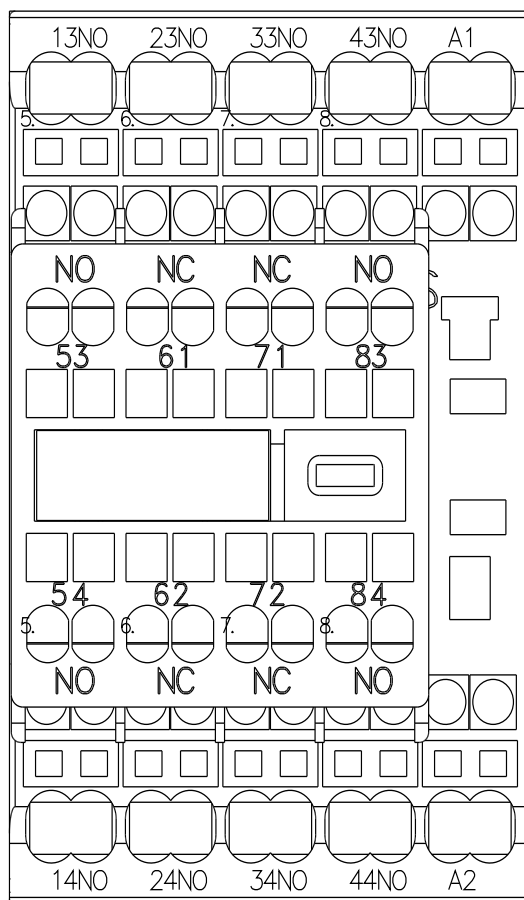 13NO 23NO 33NO 43NO A1
5. 6. 7. 8.
NO NC NC NO
53 61 71 83
54 62 72 84
5. 6. 7. 8.
NO NC NC NO
14NO 24NO 34NO 44NO A2